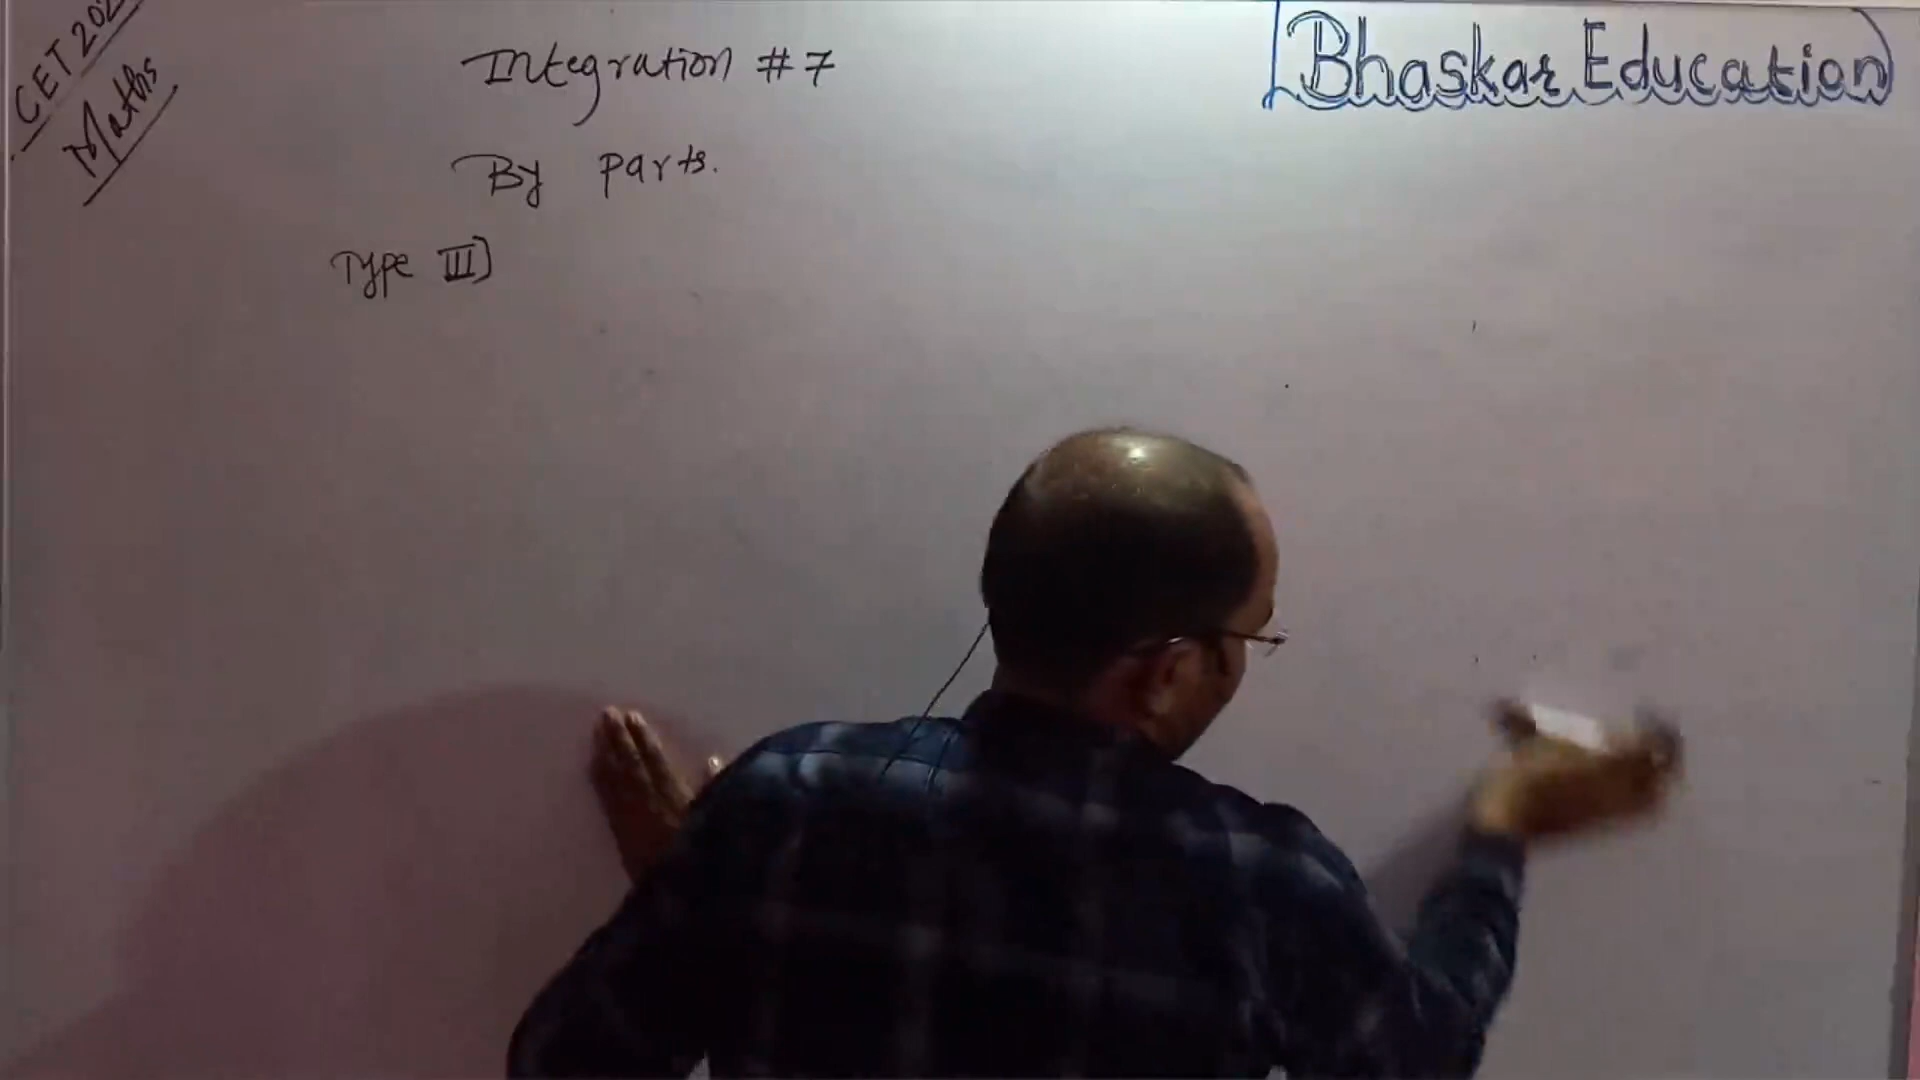 CET 202
Maths
Integration #7
Bhaskar Education
By parts.
Type III)